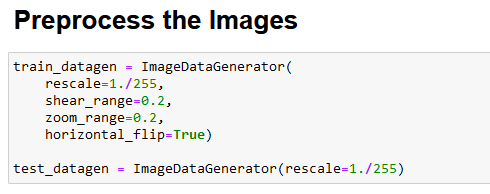 Preprocess the Images
train_datagen = ImageDataGenerator(
    rescale=1./255,
    shear_range=0.2,
    zoom_range=0.2,
    horizontal_flip=True)
test_datagen = ImageDataGenerator(rescale=1./255)